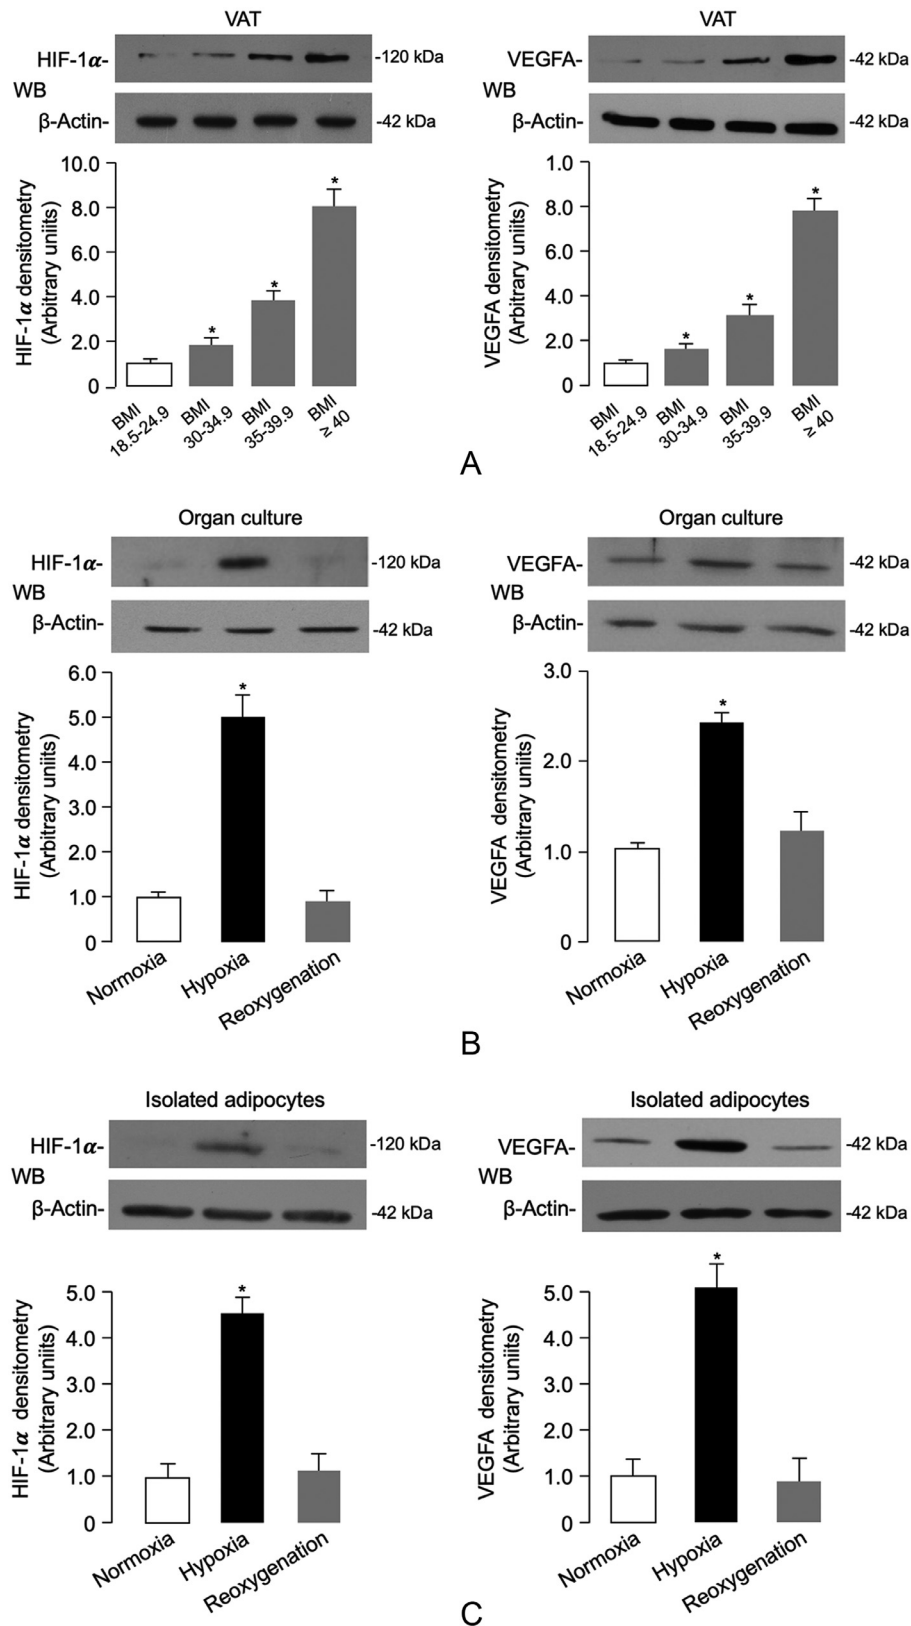 VAT
HIF-1α-
-120 kDa
WB
β-Actin-
-42 kDa
HIF-1α densitometry
(Arbitrary uniits)
10.0
8.0
6.0
4.0
2.0
0
*
*
*
BMI
18.5-24.9
BMI
30-34.9
BMI
35-39.9
BMI
≥ 40
VAT
VEGFA-
-42 kDa
WB
β-Actin-
-42 kDa
VEGFA densitometry
(Arbitrary uniits)
1.0
8.0
6.0
4.0
2.0
0
*
*
*
BMI
18.5-24.9
BMI
30-34.9
BMI
35-39.9
BMI
≥ 40
A
Organ culture
HIF-1α-
-120 kDa
WB
β-Actin-
-42 kDa
HIF-1α densitometry
(Arbitrary uniits)
6.0
5.0
4.0
3.0
2.0
1.0
0
*
Normoxia
Hypoxia
Reoxygenation
Organ culture
VEGFA-
-42 kDa
WB
β-Actin-
-42 kDa
VEGFA densitometry
(Arbitrary uniits)
3.0
2.0
1.0
0
*
Normoxia
Hypoxia
Reoxygenation
B
Isolated adipocytes
HIF-1α-
-120 kDa
WB
β-Actin-
-42 kDa
HIF-1α densitometry
(Arbitrary uniits)
5.0
4.0
3.0
2.0
1.0
0
*
Normoxia
Hypoxia
Reoxygenation
Isolated adipocytes
VEGFA-
-42 kDa
WB
β-Actin-
-42 kDa
VEGFA densitometry
(Arbitrary uniits)
5.0
4.0
3.0
2.0
1.0
0
*
Normoxia
Hypoxia
Reoxygenation
C